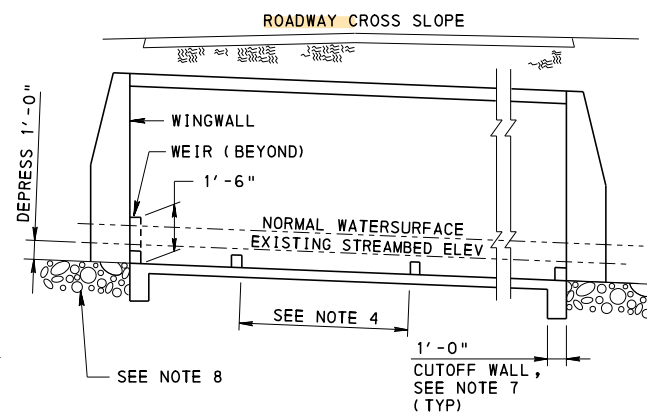 ROADWAY CROSS SLOPE
WINGWALL
WEIR (BEYOND)
1'-6"
DEPRESS 1'-0"
NORMAL WATERSURFACE
EXISTING STREAMBED ELEV
SEE NOTE 4
1'-0"
CUTOFF WALL,
SEE NOTE 7
(TYP)
SEE NOTE 8